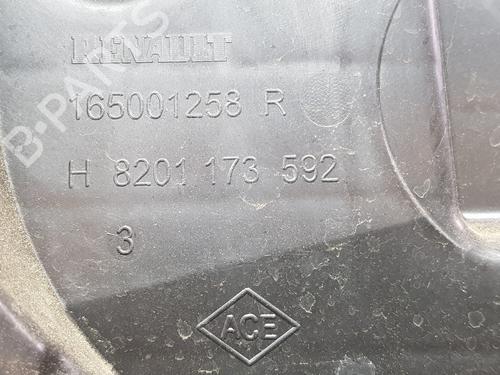 RENAULT
165001258 R
H 8201 173 592
3
ACE
B-PARTS